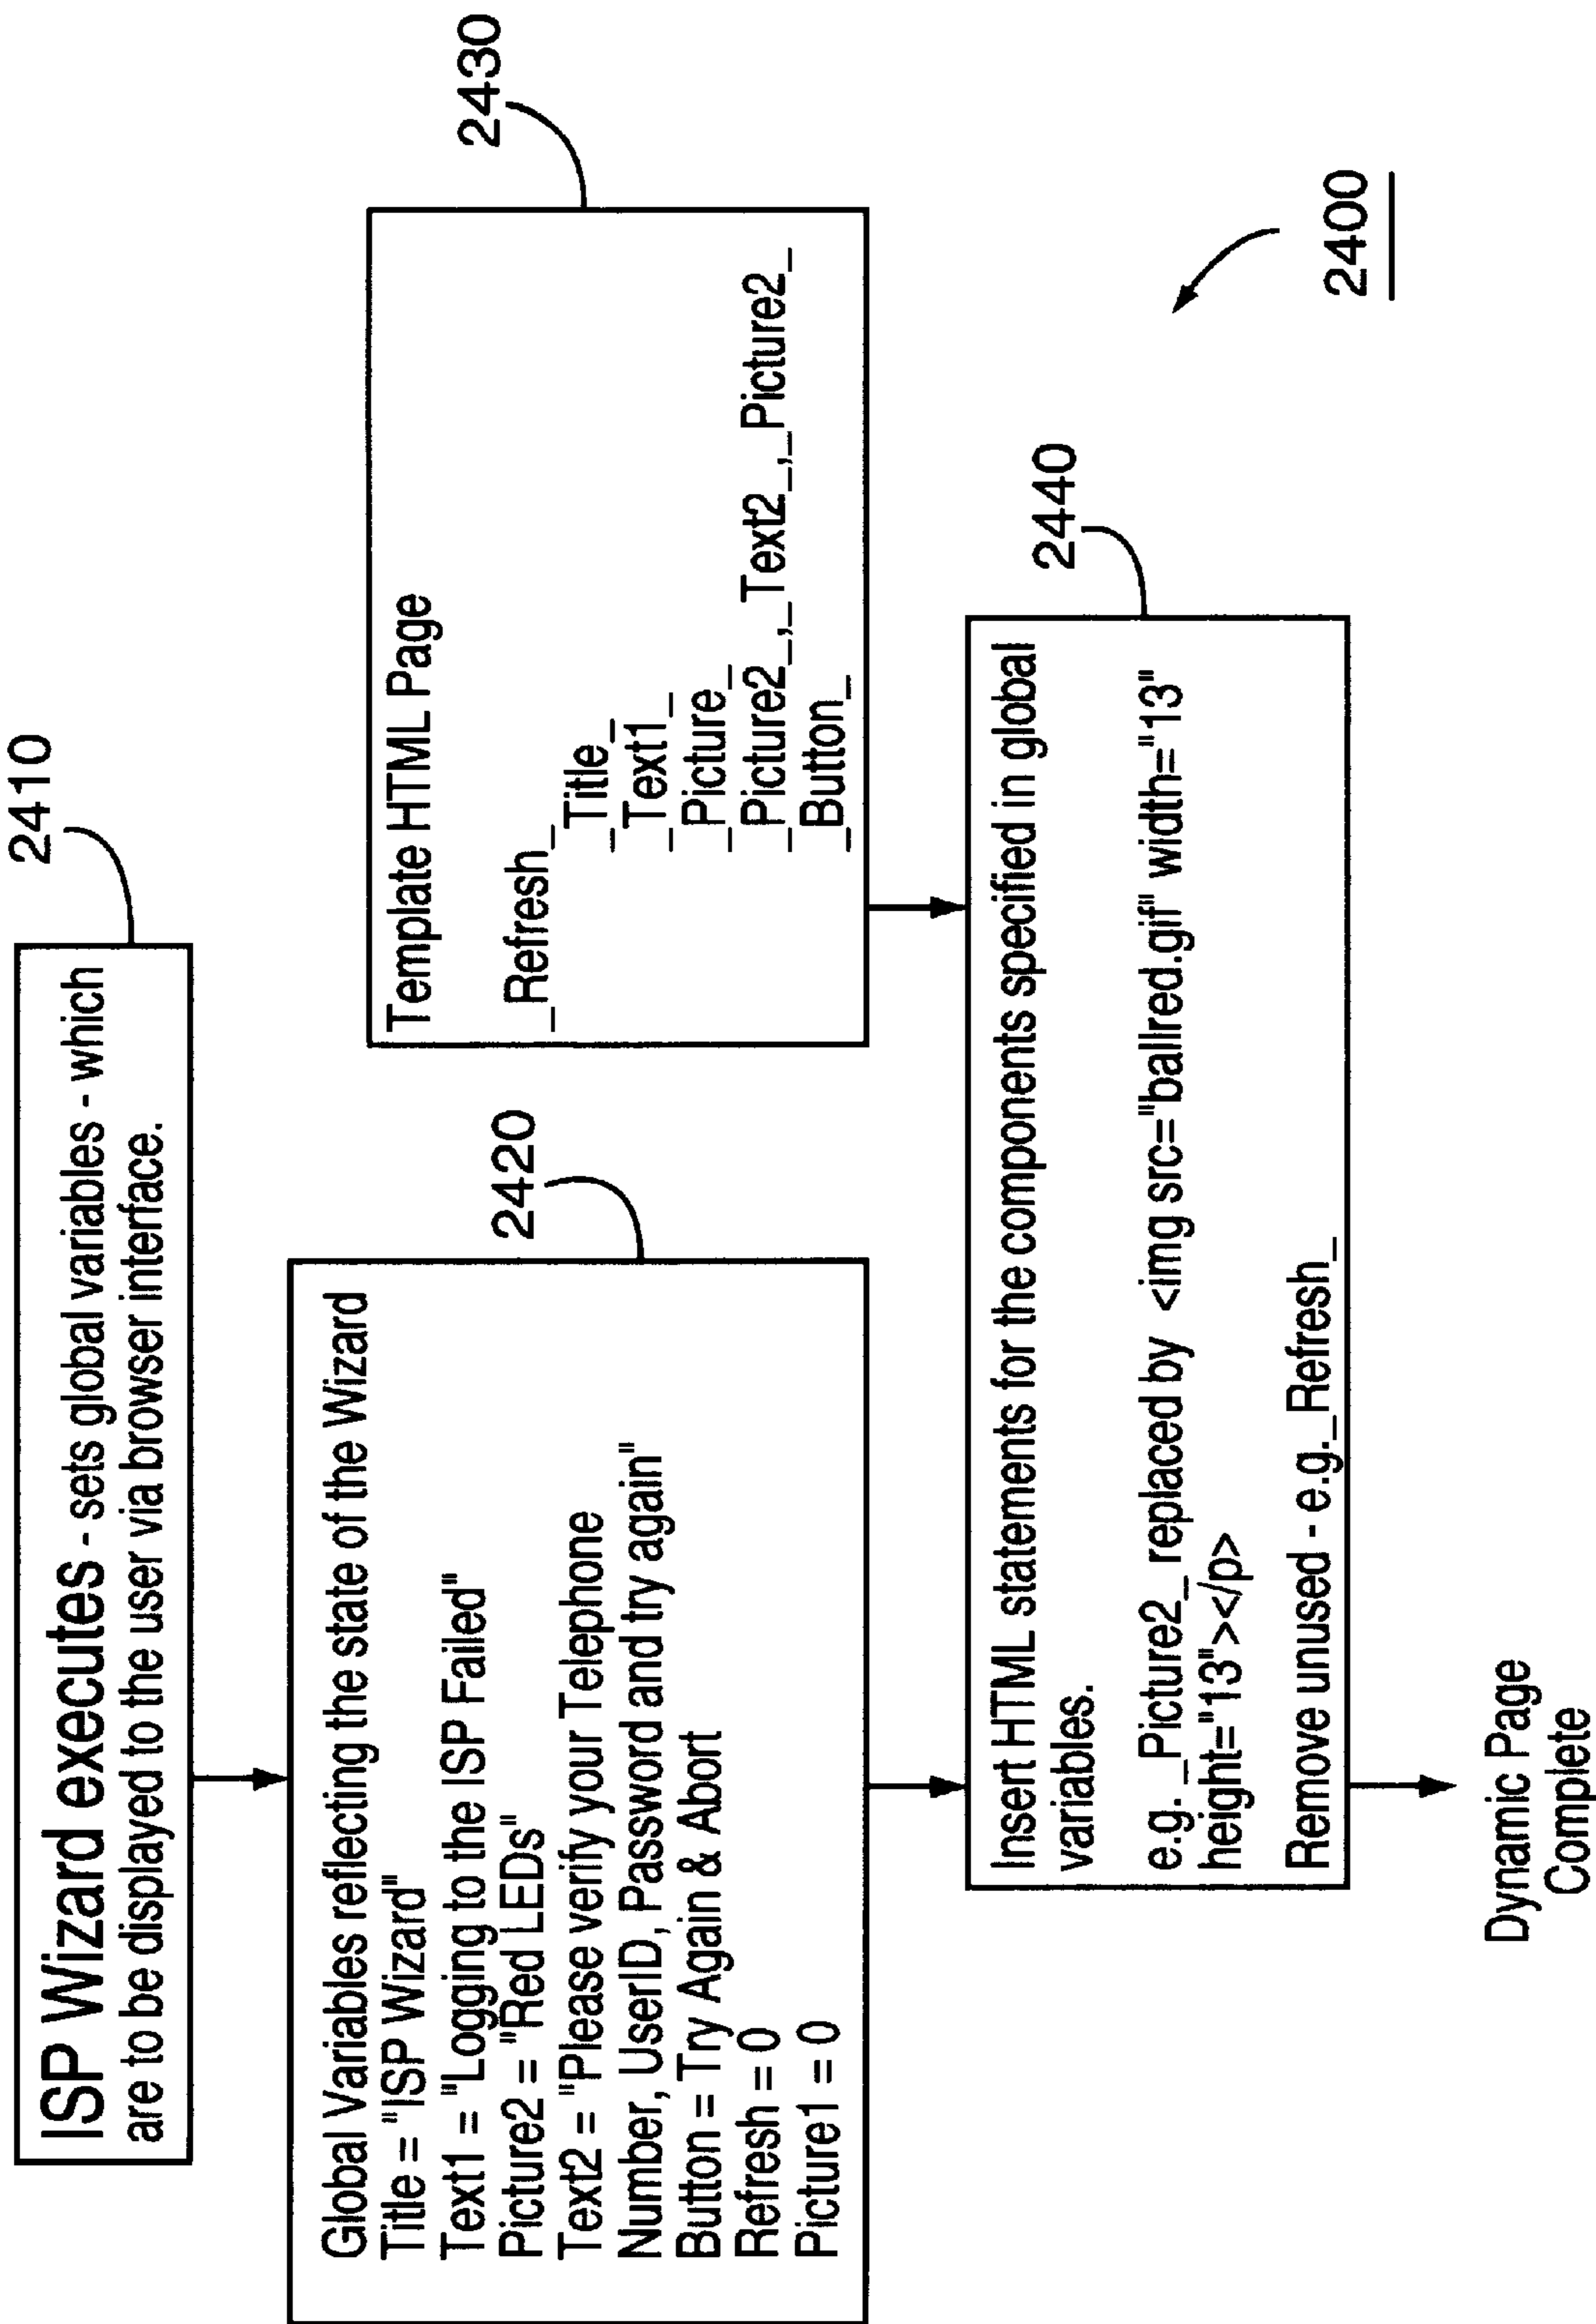 2410
ISP Wizard executes - sets global variables - which
are to be displayed to the user via browser interface.
2420
Global Variables reflecting the state of the Wizard
Title = "ISP Wizard"
Text1 = "Logging to the ISP Failed"
Picture2 = "Red LEDs"
Text2 = "Please verify your Telephone
Number, UserID, Password and try again"
Button = Try Again & Abort
Refresh = 0
Picture1 = 0
2430
Template HTML Page
_Refresh_
_Title_
_Text1_
_Picture_
_Picture2_,_Text2_,_Picture2_
_Button_
2440
Insert HTML statements for the components specified in global
variables.
e.g. _Picture2_ replaced by <img src="ballred.gif" width="13"
height="13"></p>
Remove unused - e.g._Refresh_
Dynamic Page
Complete
2400